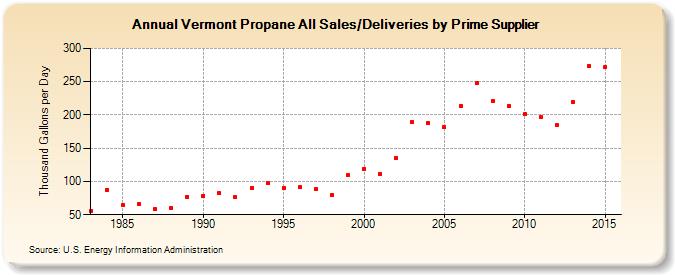 Annual Vermont Propane All Sales/Deliveries by Prime Supplier
Thousand Gallons per Day
300
250
200
150
100
50
1985 1990 1995 2000 2005 2010 2015
Source: U.S. Energy Information Administration